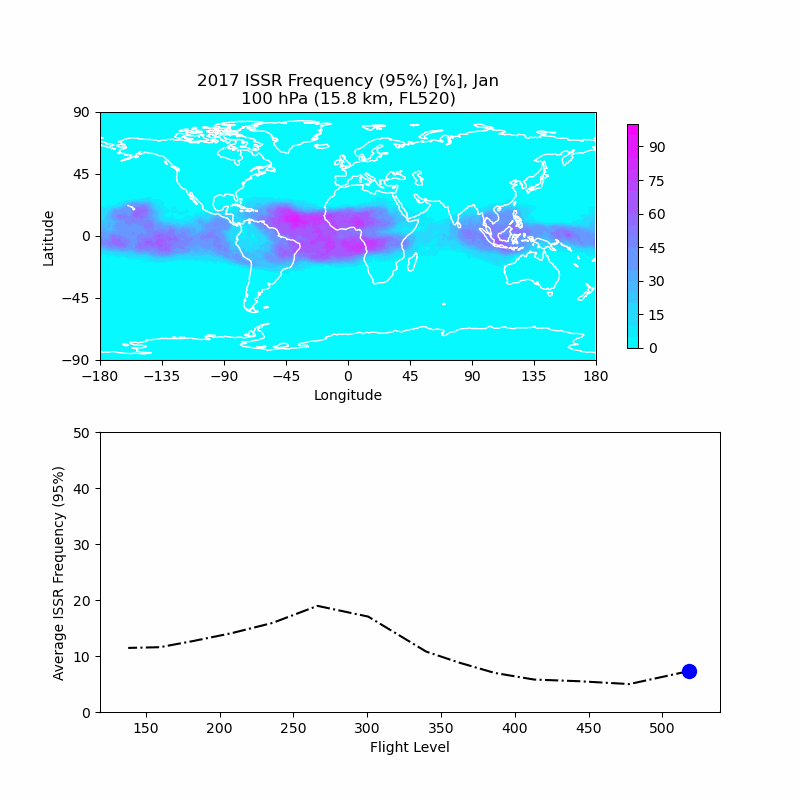 2017 ISSR Frequency (95%) [%], Jan
100 hPa (15.8 km, FL520)
90
45
0
−45
−90
Latitude
−180 −135 −90 −45 0 45 90 135 180
Longitude
90
75
60
45
30
15
0
50
40
30
20
10
0
Average ISSR Frequency (95%)
150 200 250 300 350 400 450 500
Flight Level